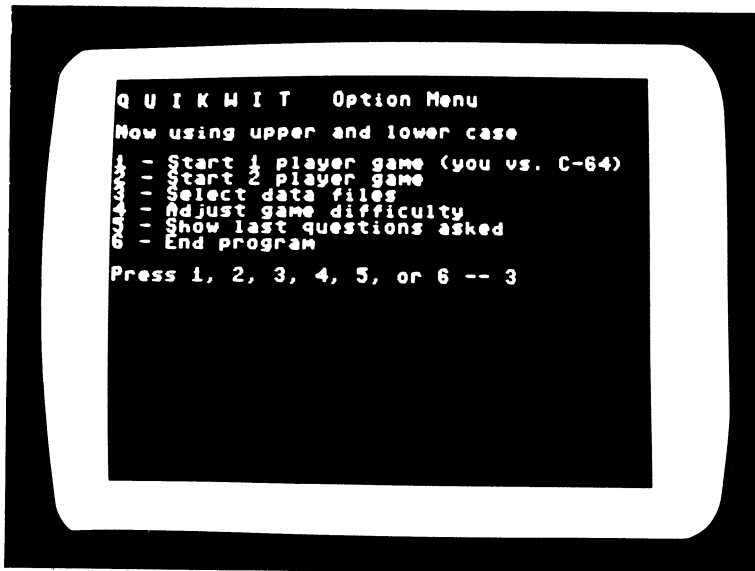 Q U I K W I T   Option Menu
Now using upper and lower case
1 - Start 1 player game (you vs. C-64)
2 - Start 2 player game
3 - Select data files
4 - Adjust game difficulty
5 - Show last questions asked
6 - End program
Press 1, 2, 3, 4, 5, or 6 -- 3